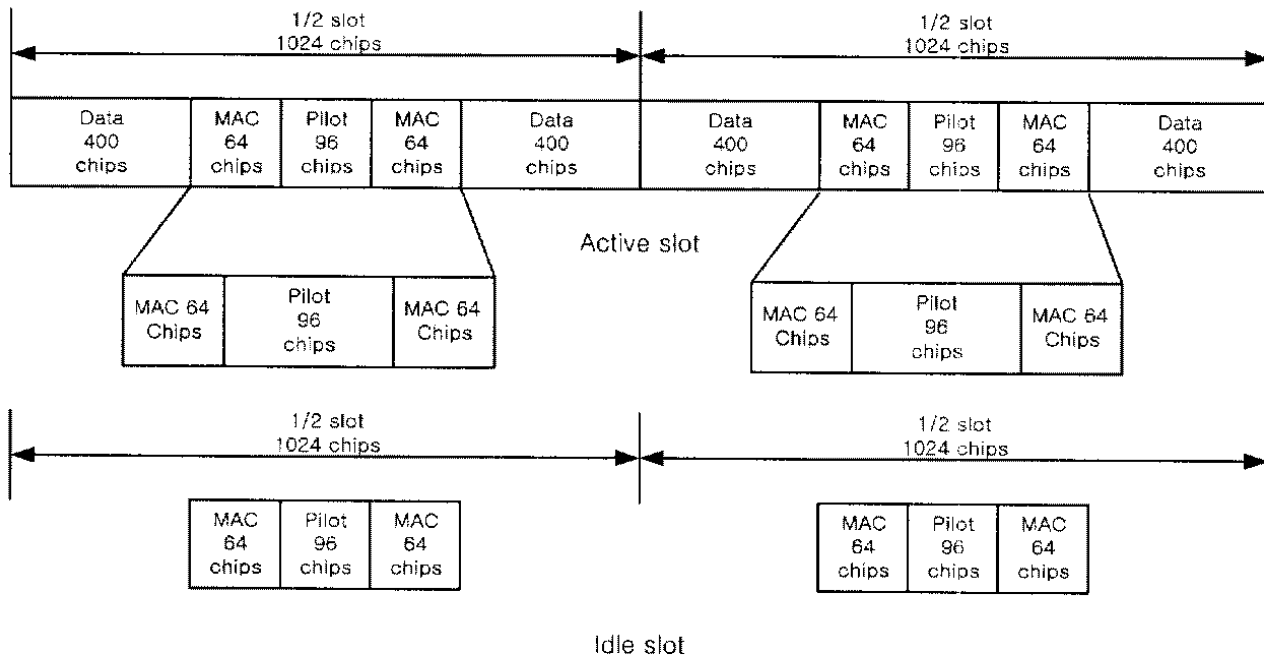 1/2 slot
1024 chips
1/2 slot
1024 chips
Data
400
chips
MAC
64
chips
Pilot
96
chips
MAC
64
chips
Data
400
chips
Data
400
chips
MAC
64
chips
Pilot
96
chips
MAC
64
chips
Data
400
chips
Active slot
MAC 64
Chips
Pilot
96
chips
MAC 64
Chips
MAC 64
Chips
Pilot
96
chips
MAC 64
Chips
1/2 slot
1024 chips
1/2 slot
1024 chips
MAC
64
chips
Pilot
96
chips
MAC
64
chips
MAC
64
chips
Pilot
96
chips
MAC
64
chips
Idle slot